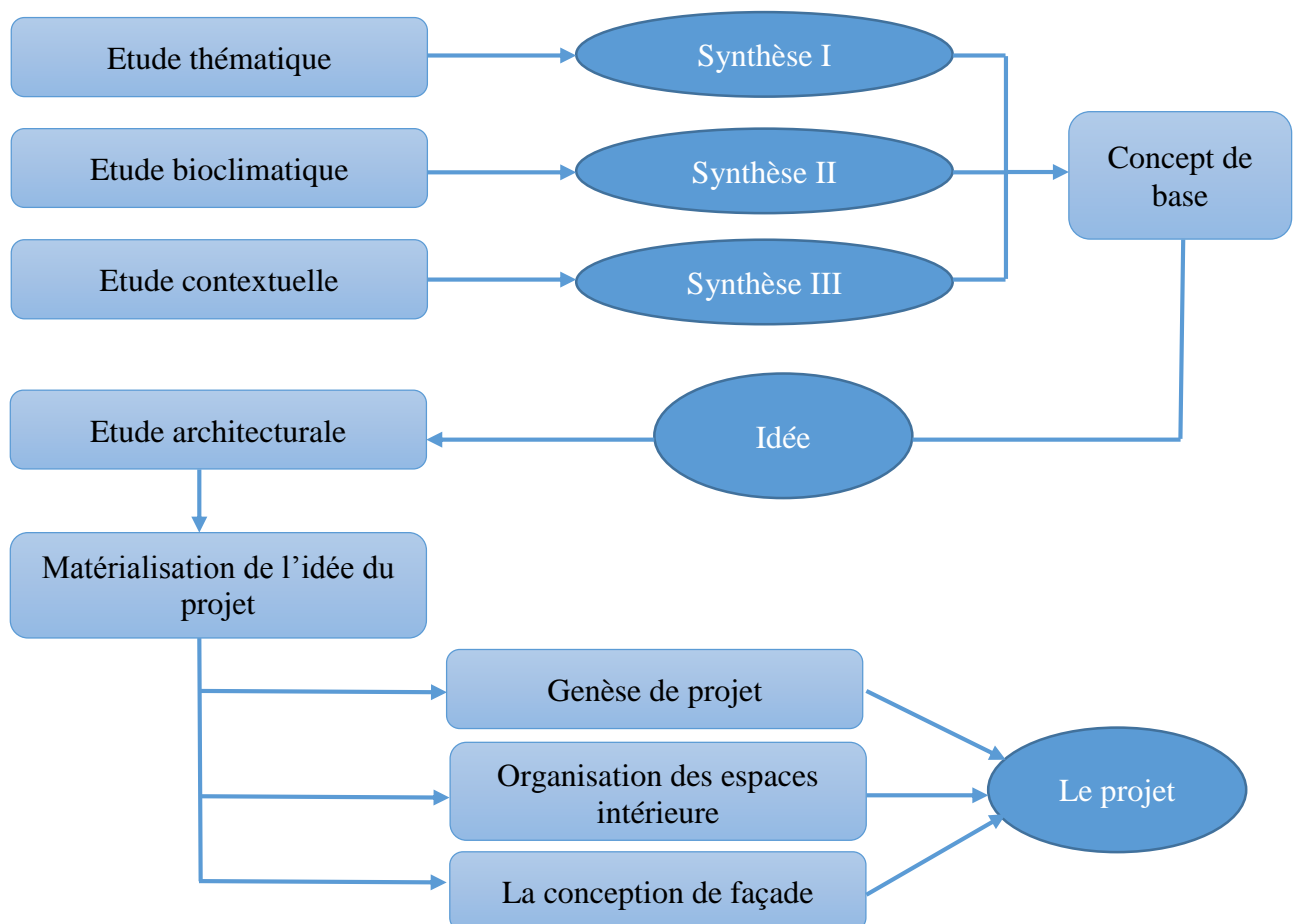 Etude thématique
Synthèse I
Etude bioclimatique
Synthèse II
Concept de
base
Etude contextuelle
Synthèse III
Etude architecturale
Idée
Matérialisation de l’idée du
projet
Genèse de projet
Organisation des espaces
intérieure
Le projet
La conception de façade